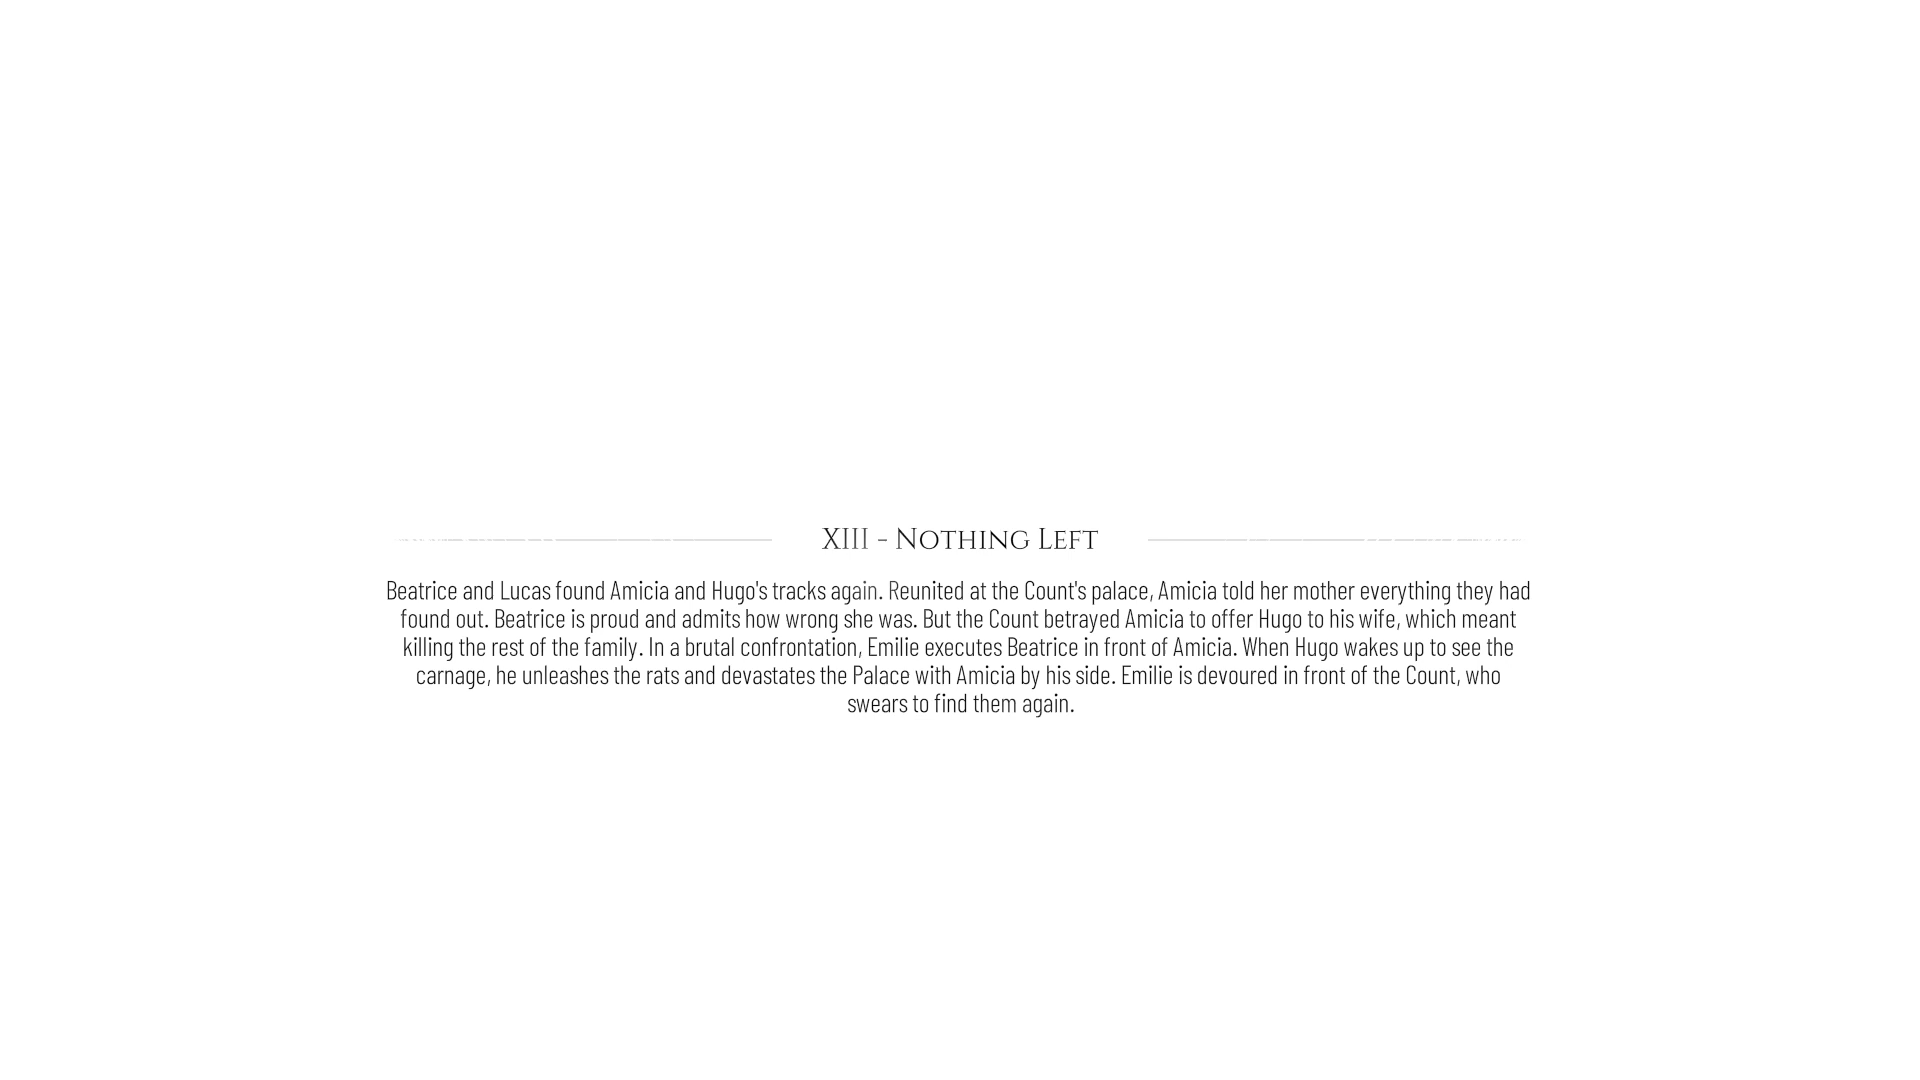 XIII - Nothing Left
Beatrice and Lucas found Amicia and Hugo's tracks again. Reunited at the Count's palace, Amicia told her mother everything they had
found out. Beatrice is proud and admits how wrong she was. But the Count betrayed Amicia to offer Hugo to his wife, which meant
killing the rest of the family. In a brutal confrontation, Emilie executes Beatrice in front of Amicia. When Hugo wakes up to see the
carnage, he unleashes the rats and devastates the Palace with Amicia by his side. Emilie is devoured in front of the Count, who
swears to find them again.